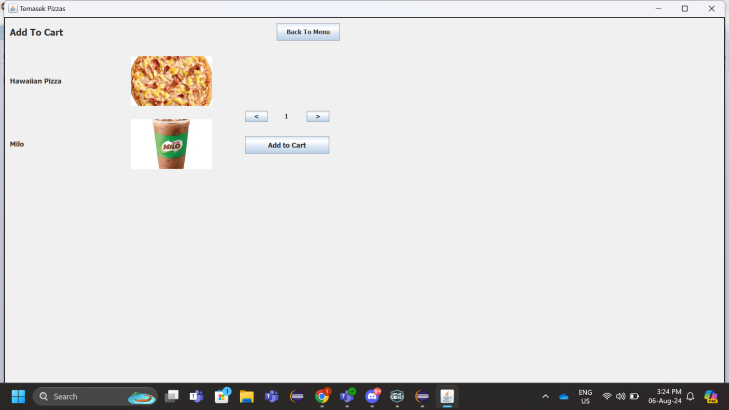 Temasek Pizzas
Add To Cart
Back To Menu
Hawaiian Pizza
< 1 >
Milo
MILO
Add to Cart
Search
ENG
US
3:24 PM
06-Aug-24